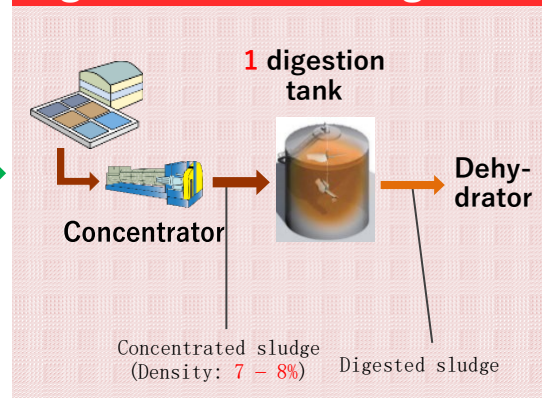 1 digestion
tank
Dehy-
drator
Concentrator
Concentrated sludge
(Density: 7 – 8%)
Digested sludge